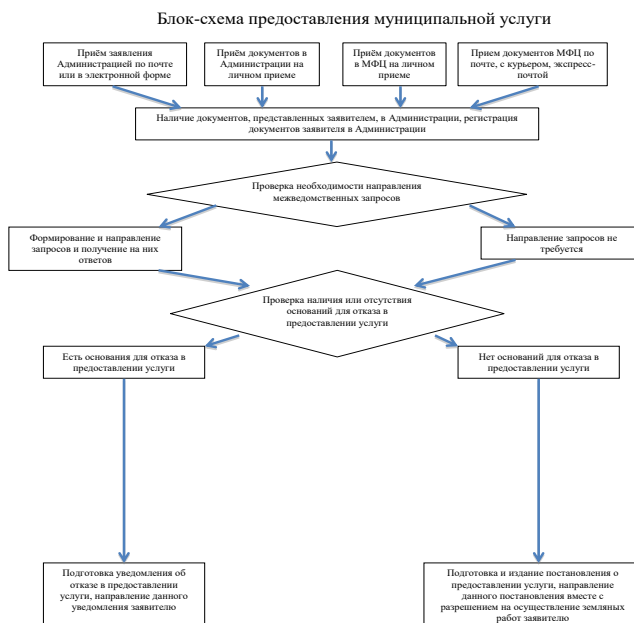 Блок-схема предоставления муниципальной услуги
Приём заявления
Администрацией по почте
или в электронной форме
Приём документов в
Администрации на
личном приеме
Приём документов
в МФЦ на личном
приеме
Прием документов МФЦ по
почте, с курьером, экспресс-
почтой
Наличие документов, представленных заявителем, в Администрации, регистрация
документов заявителя в Администрации
Проверка необходимости направления
межведомственных запросов
Формирование и направление
запросов и получение на них
ответов
Направление запросов не
требуется
Проверка наличия или отсутствия
оснований для отказа в
предоставлении услуги
Есть основания для отказа в
предоставлении услуги
Нет оснований для отказа в
предоставлении услуги
Подготовка уведомления об
отказе в предоставлении
услуги, направление данного
уведомления заявителю
Подготовка и издание постановления о
предоставлении услуги, направление
данного постановления вместе с
разрешением на осуществление земляных
работ заявителю